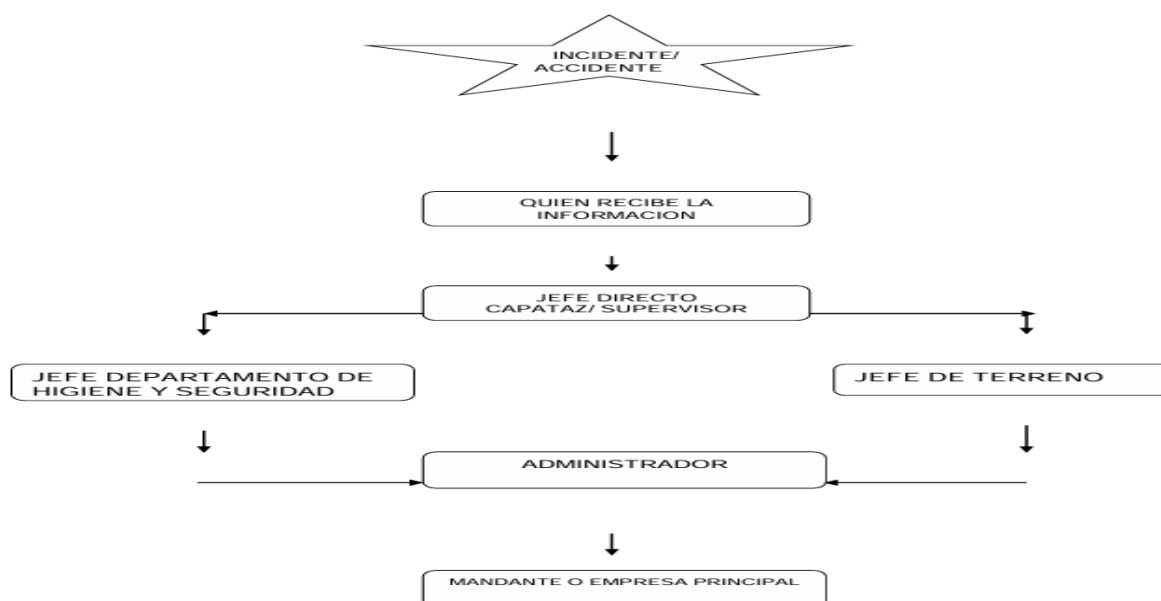 INCIDENTE/
ACCIDENTE
QUIEN RECIBE LA
INFORMACION
JEFE DIRECTO
CAPATAZ/ SUPERVISOR
JEFE DEPARTAMENTO DE
HIGIENE Y SEGURIDAD
JEFE DE TERRENO
ADMINISTRADOR
MANDANTE O EMPRESA PRINCIPAL